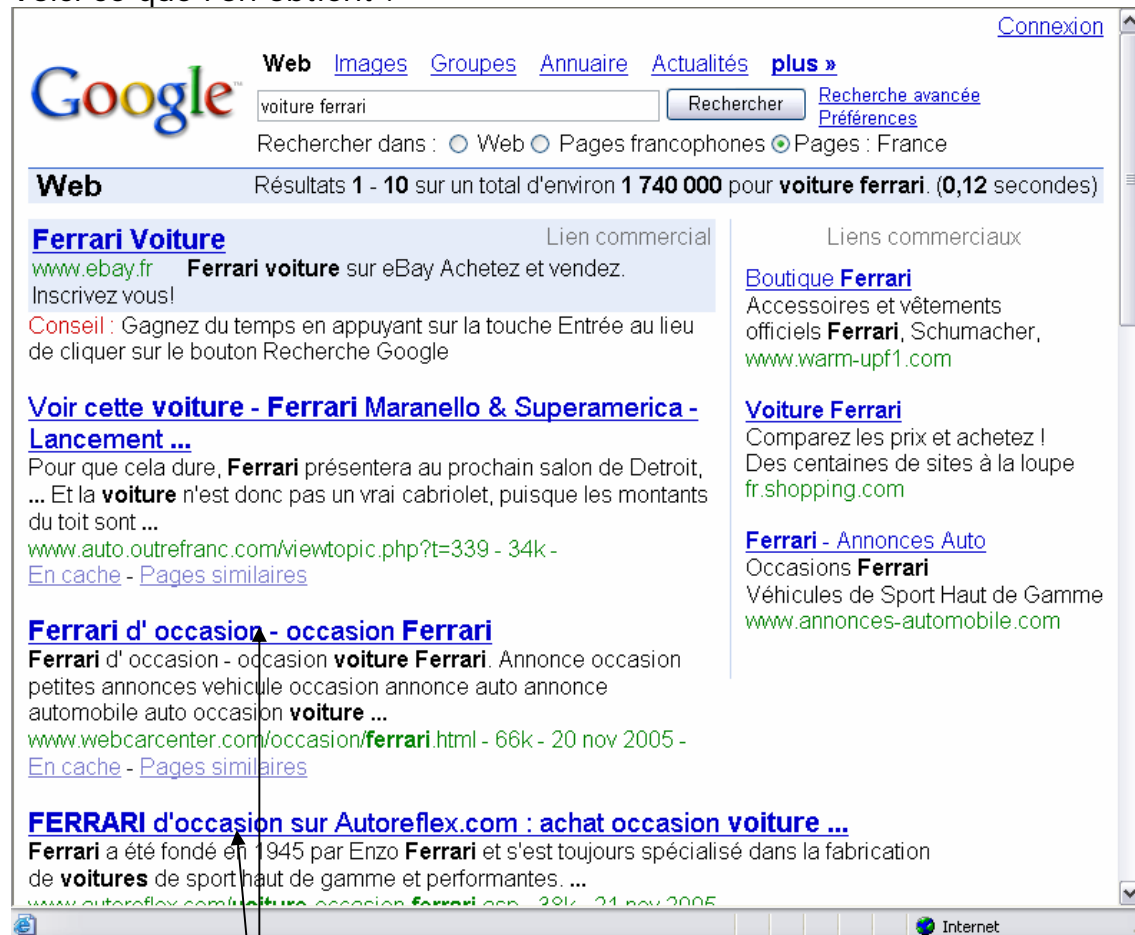 Voici ce que l'on obtient :
Connexion
Google™
Web Images Groupes Annuaire Actualités plus »
voiture ferrari
Rechercher
Recherche avancée
Préférences
Rechercher dans : Web Pages francophones Pages : France
Web Résultats 1 - 10 sur un total d'environ 1 740 000 pour voiture ferrari. (0,12 secondes)
Ferrari Voiture Lien commercial
www.ebay.fr Ferrari voiture sur eBay Achetez et vendez.
Inscrivez vous!
Conseil : Gagnez du temps en appuyant sur la touche Entrée au lieu
de cliquer sur le bouton Recherche Google
Voir cette voiture - Ferrari Maranello & Superamerica -
Lancement ...
Pour que cela dure, Ferrari présentera au prochain salon de Detroit,
... Et la voiture n'est donc pas un vrai cabriolet, puisque les montants
du toit sont ...
www.auto.outrefranc.com/viewtopic.php?t=339 - 34k -
En cache - Pages similaires
Ferrari d' occasion - occasion Ferrari
Ferrari d' occasion - occasion voiture Ferrari. Annonce occasion
petites annonces vehicule occasion annonce auto annonce
automobile auto occasion voiture ...
www.webcarcenter.com/occasion/ferrari.html - 66k - 20 nov 2005 -
En cache - Pages similaires
FERRARI d'occasion sur Autoreflex.com : achat occasion voiture ...
Ferrari a été fondé en 1945 par Enzo Ferrari et s'est toujours spécialisé dans la fabrication
de voitures de sport haut de gamme et performantes. ...
www.autoreflex.com/voiture-occasion-ferrari.asp - 38k - 21 nov 2005
Liens commerciaux
Boutique Ferrari
Accessoires et vêtements
officiels Ferrari, Schumacher,
www.warm-upf1.com
Voiture Ferrari
Comparez les prix et achetez !
Des centaines de sites à la loupe
fr.shopping.com
Ferrari - Annonces Auto
Occasions Ferrari
Véhicules de Sport Haut de Gamme
www.annonces-automobile.com
Internet